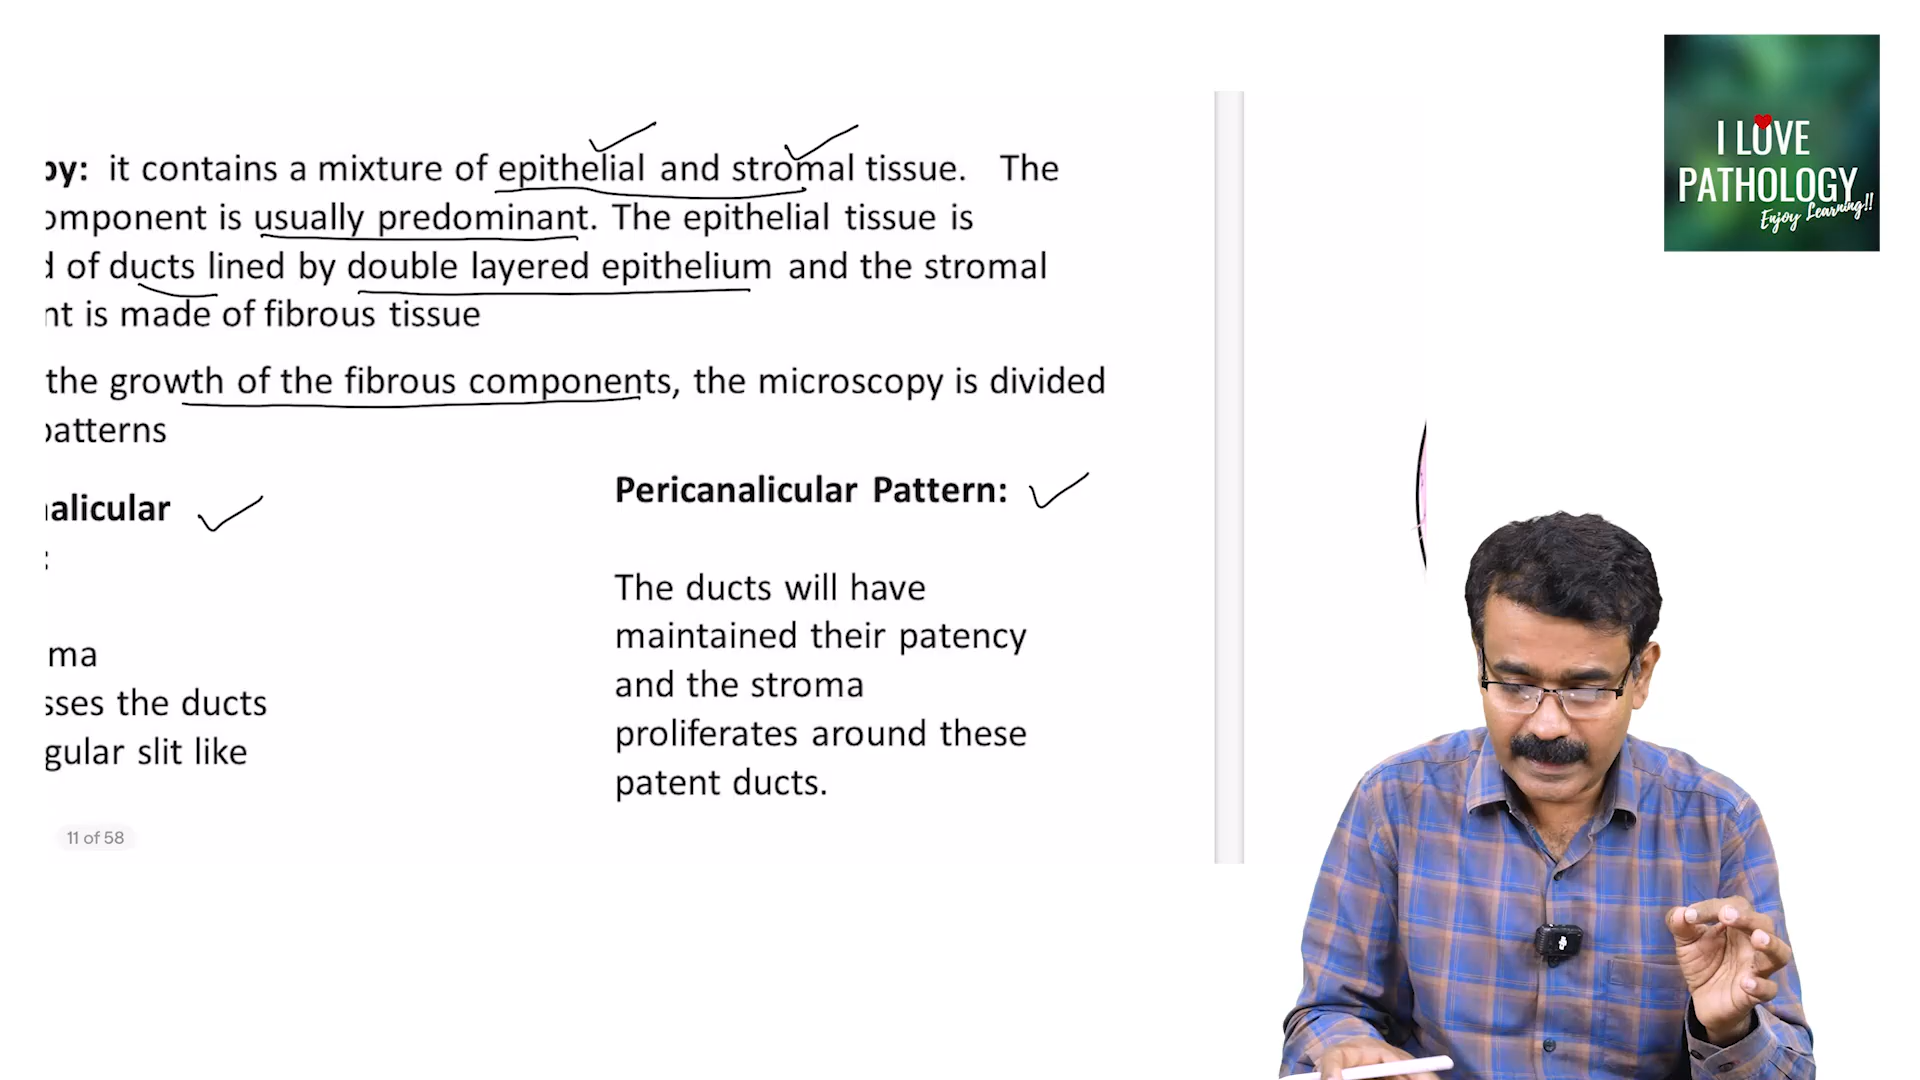 by: it contains a mixture of epithelial and stromal tissue. The
omponent is usually predominant. The epithelial tissue is
d of ducts lined by double layered epithelium and the stromal
nt is made of fibrous tissue
the growth of the fibrous components, the microscopy is divided
patterns
alicular
:
ma
sses the ducts
gular slit like
Pericanalicular Pattern:
The ducts will have
maintained their patency
and the stroma
proliferates around these
patent ducts.
11 of 58
I LOVE
PATHOLOGY
Enjoy Learning!!